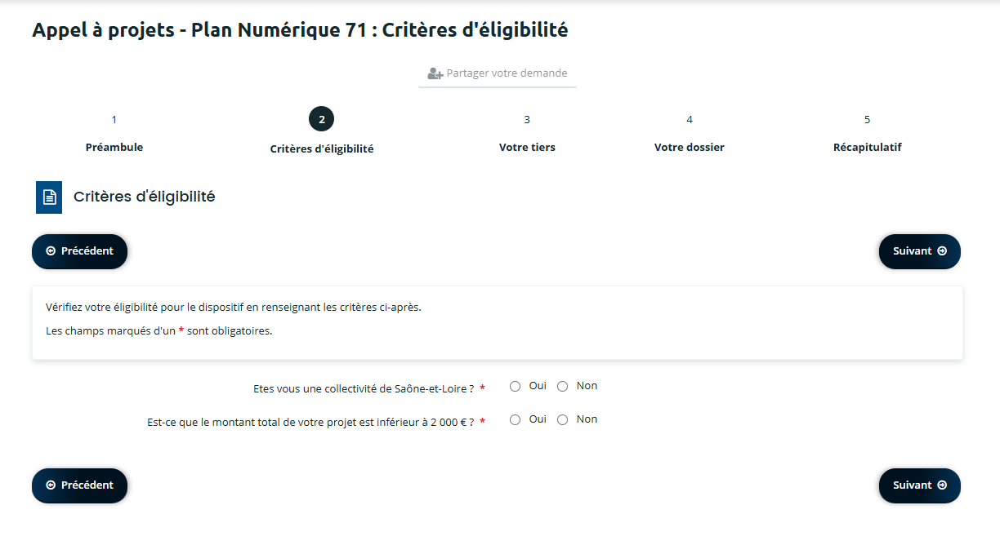 Appel à projets - Plan Numérique 71 : Critères d'éligibilité
Partager votre demande
1 2 3 4 5
Préambule Critères d'éligibilité Votre tiers Votre dossier Récapitulatif
Critères d'éligibilité
Précédent Suivant
Vérifiez votre éligibilité pour le dispositif en renseignant les critères ci-après.
Les champs marqués d'un * sont obligatoires.
Etes vous une collectivité de Saône-et-Loire ? * Oui Non
Est-ce que le montant total de votre projet est inférieur à 2 000 € ? * Oui Non
Précédent Suivant